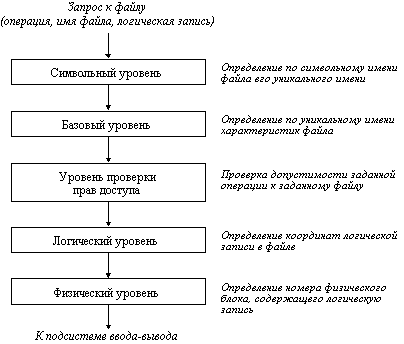 Запрос к файлу
(операция, имя файла, логическая запись)
Символьный уровень
Определение по символьному имени
файла его уникального имени
Базовый уровень
Определение по уникальному имени
характеристик файла
Уровень проверки
прав доступа
Проверка допустимости заданной
операции к заданному файлу
Логический уровень
Определение координат логической
записи в файле
Физический уровень
Определение номера физического
блока, содержащего логическую
запись
К подсистеме ввода-вывода